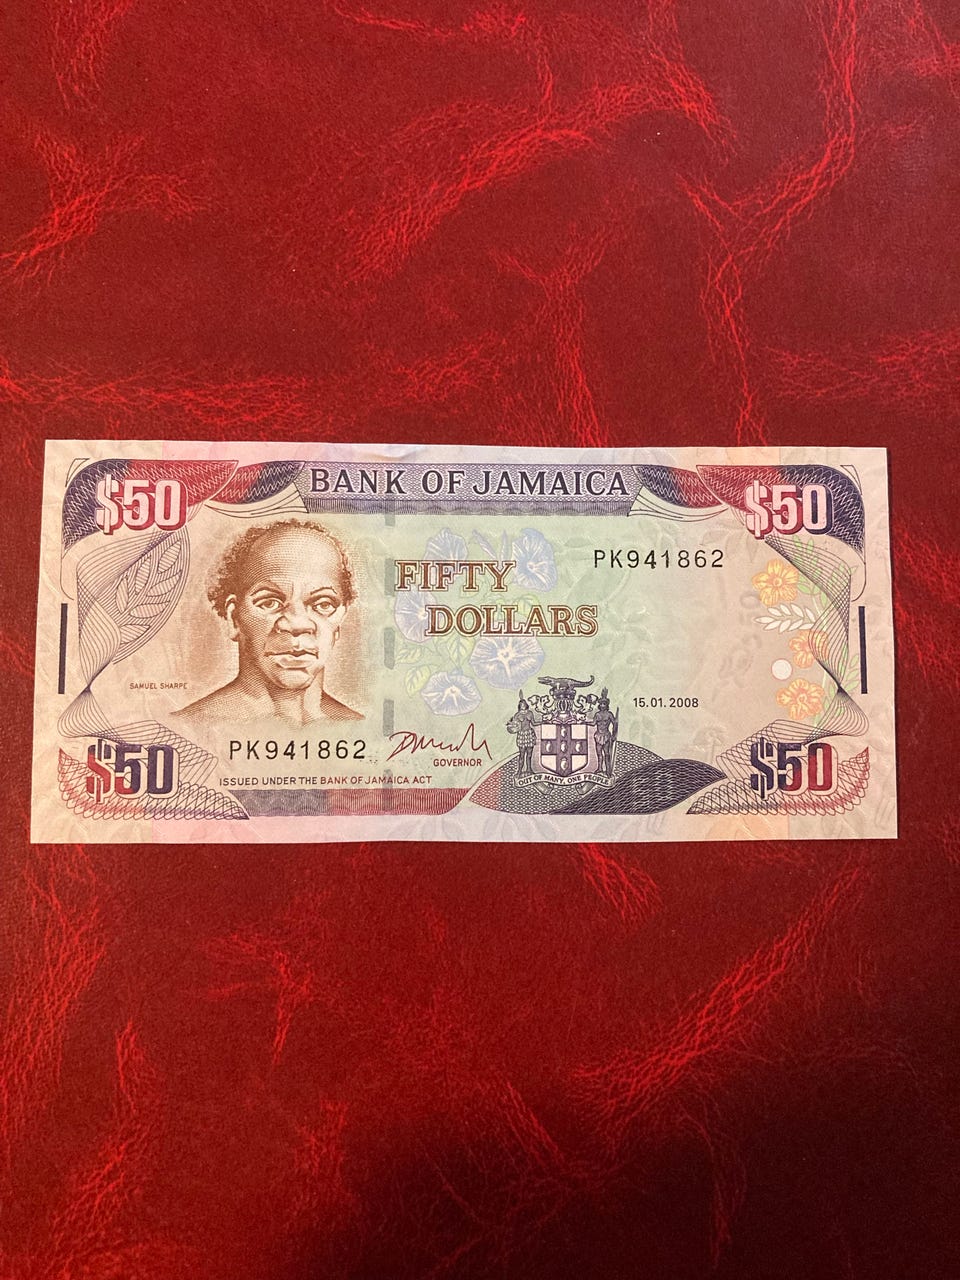 BANK OF JAMAICA
$50
$50
PK941862
FIFTY
DOLLARS
SAMUEL SHARPE
15.01.2008
PK941862
GOVERNOR
ISSUED UNDER THE BANK OF JAMAICA ACT
OUT OF MANY, ONE PEOPLE
$50
$50